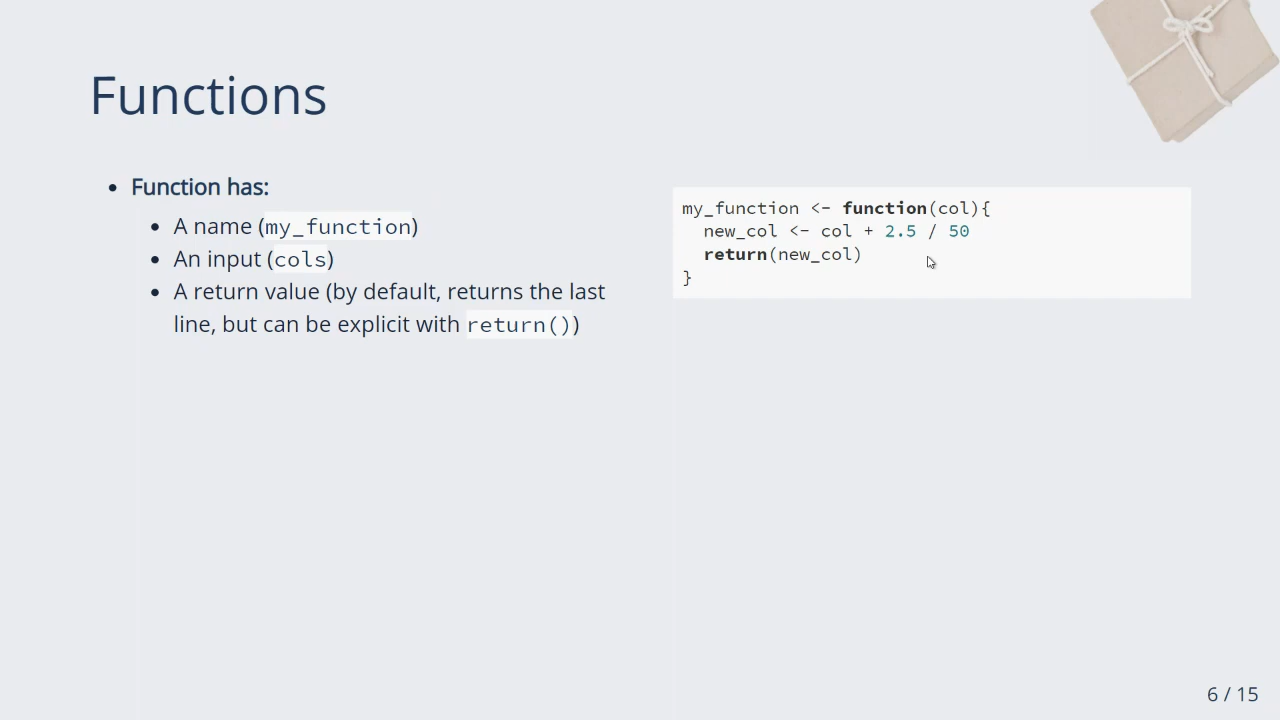 Functions
• Function has:
• A name (my_function)
• An input (cols)
• A return value (by default, returns the last
line, but can be explicit with return())
my_function <- function(col){
  new_col <- col + 2.5 / 50
  return(new_col)
}
6 / 15